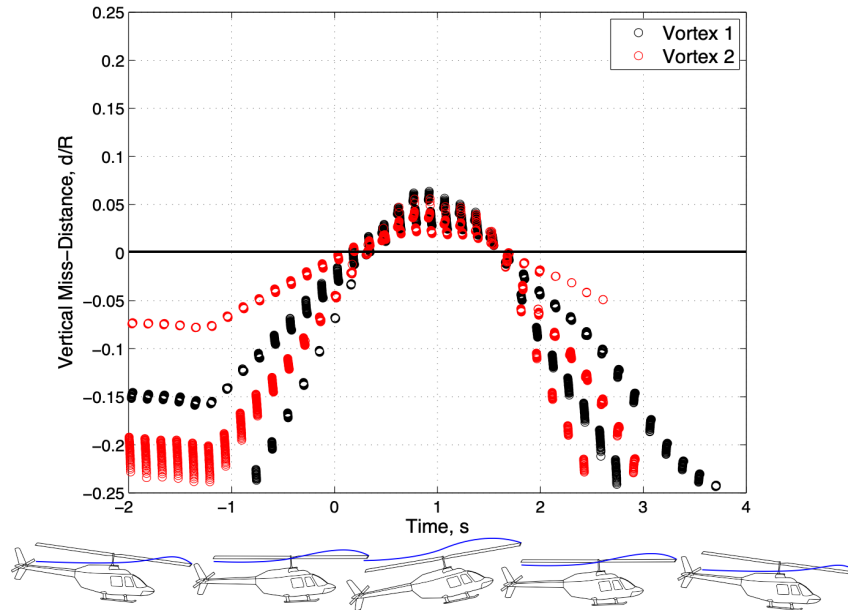 0.25
Vortex 1
Vortex 2
0.2
0.15
0.1
0.05
0
−0.05
−0.1
−0.15
−0.2
−0.25
Vertical Miss−Distance, d/R
−2 −1 0 1 2 3 4
Time, s